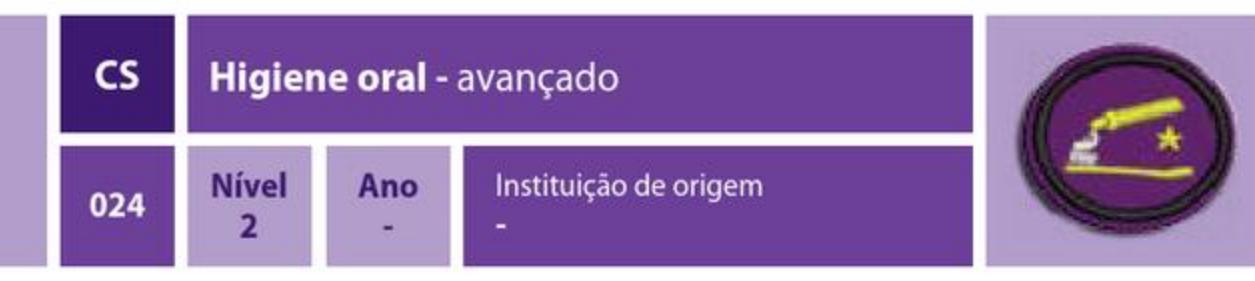 CS
Higiene oral - avançado
024
Nível
2
Ano
-
Instituição de origem
-